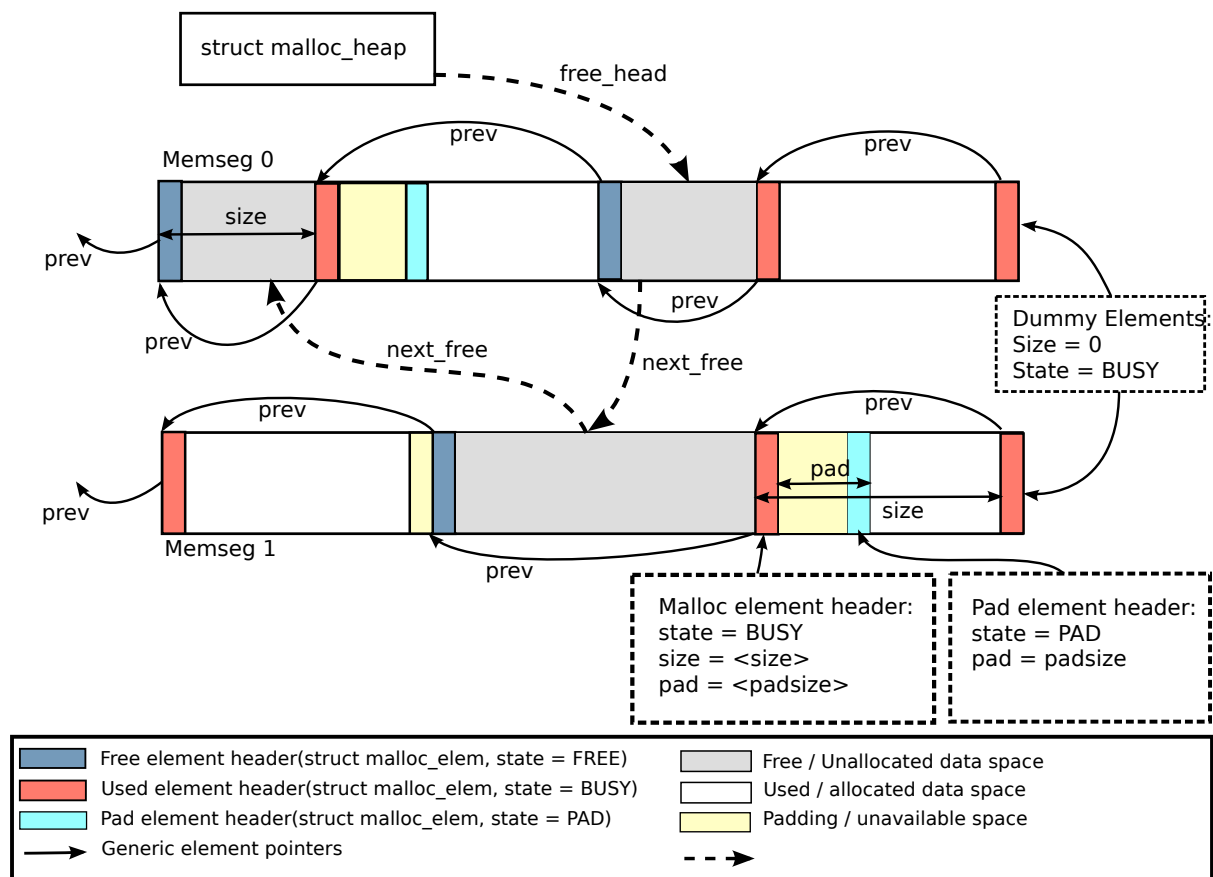 struct malloc_heap
free_head
prev
prev
Memseg 0
size
prev
prev
prev
next_free
next_free
Dummy Elements:
Size = 0
State = BUSY
prev
prev
pad
size
prev
Memseg 1
prev
Malloc element header:
state = BUSY
size = <size>
pad = <padsize>
Pad element header:
state = PAD
pad = padsize
Free element header(struct malloc_elem, state = FREE)
Used element header(struct malloc_elem, state = BUSY)
Pad element header(struct malloc_elem, state = PAD)
Generic element pointers
Free / Unallocated data space
Used / allocated data space
Padding / unavailable space